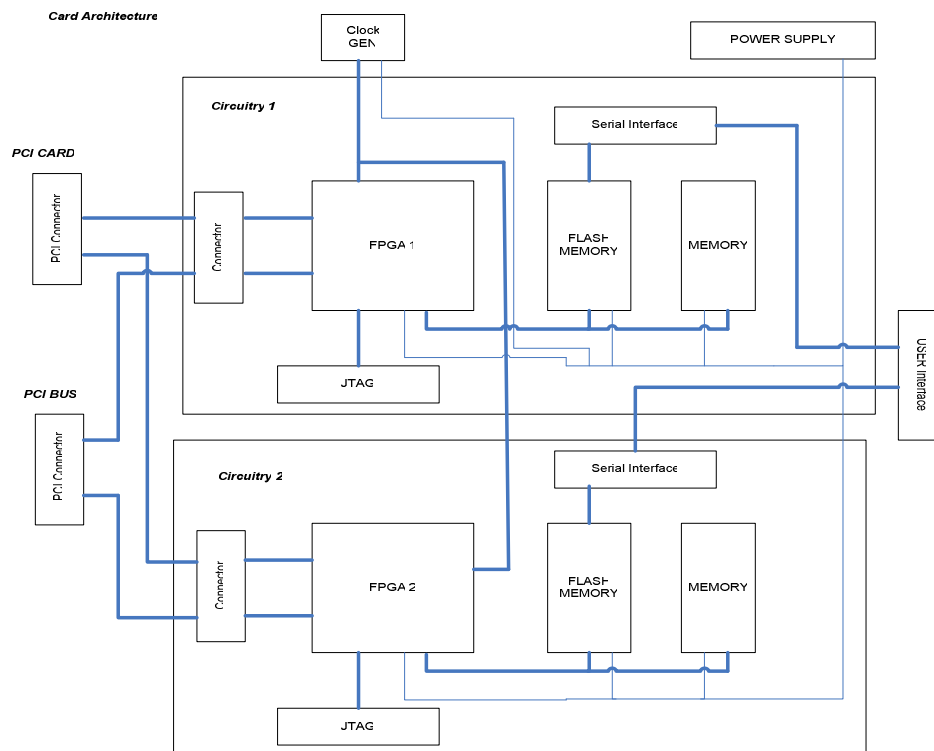 Card Architecture
Clock
GEN
POWER SUPPLY
Circuitry 1
Serial Interface
PCI CARD
PCI Connector
Connector
FPGA 1
FLASH
MEMORY
MEMORY
USER Interface
JTAG
PCI BUS
PCI Connector
Circuitry 2
Serial Interface
Connector
FPGA 2
FLASH
MEMORY
MEMORY
JTAG